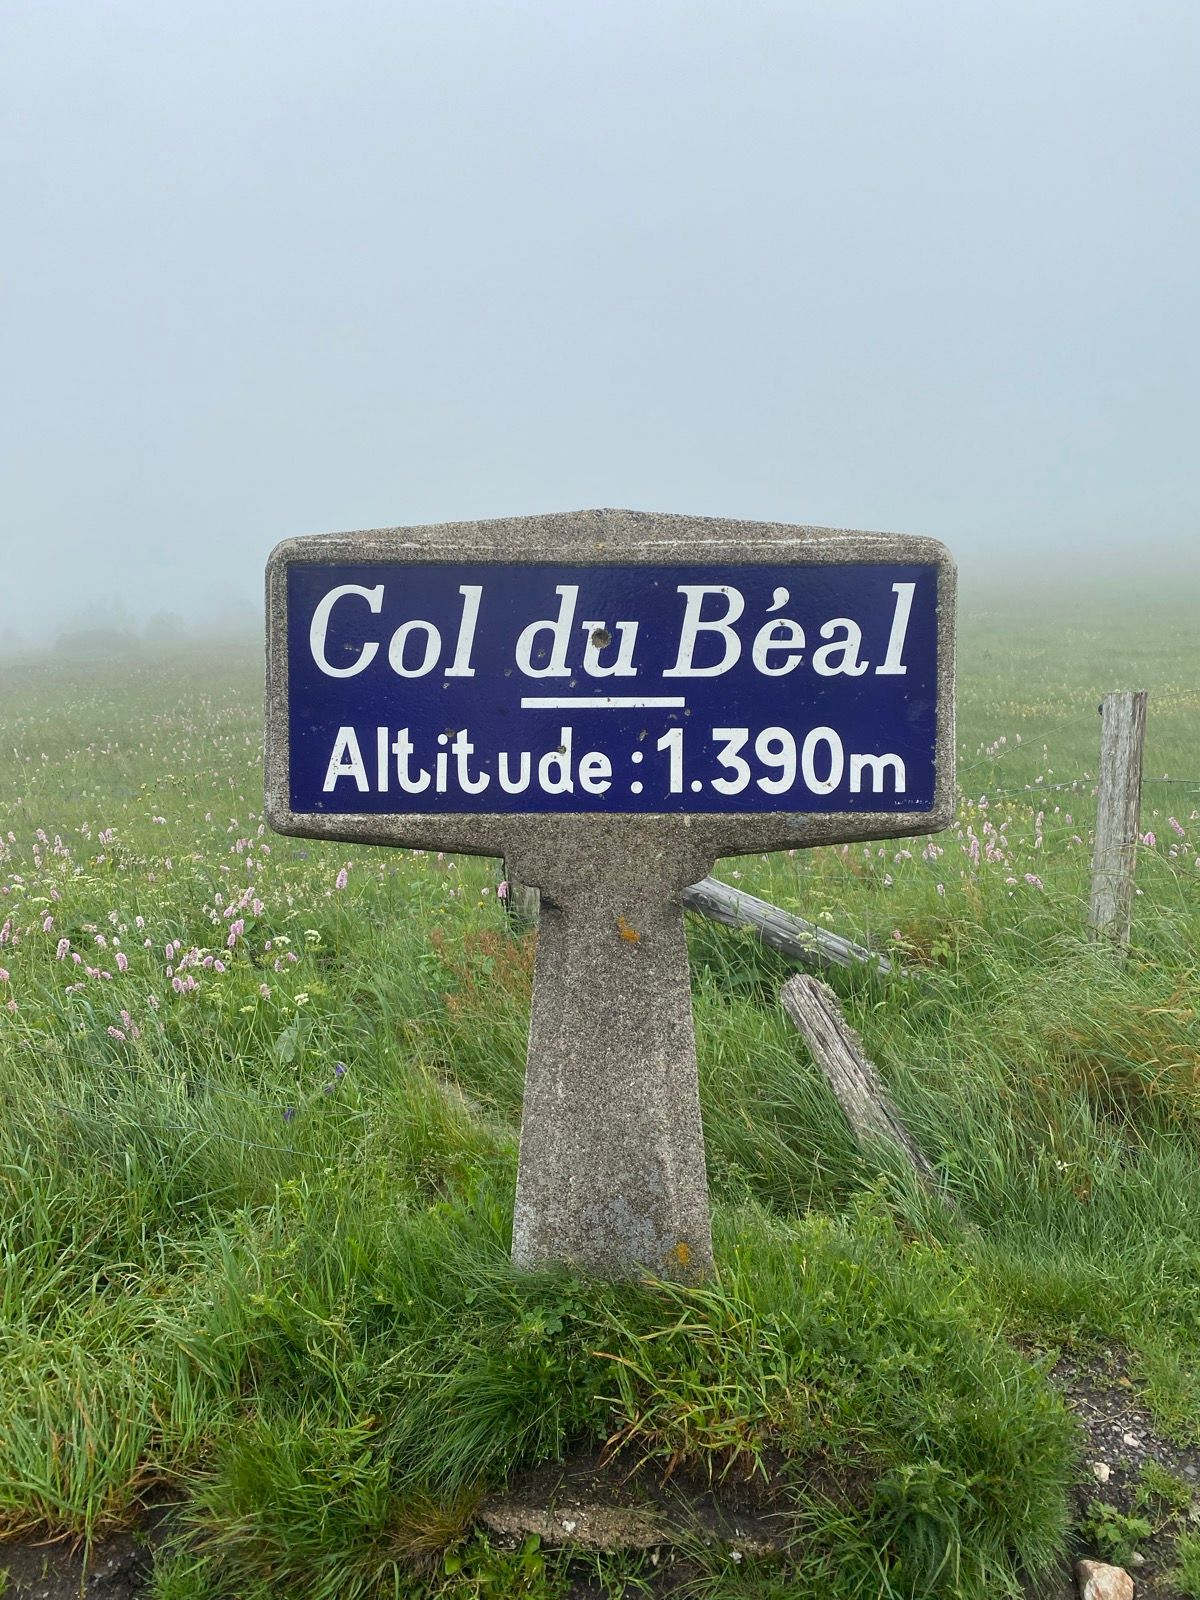 Col du Béal
Altitude : 1.390m